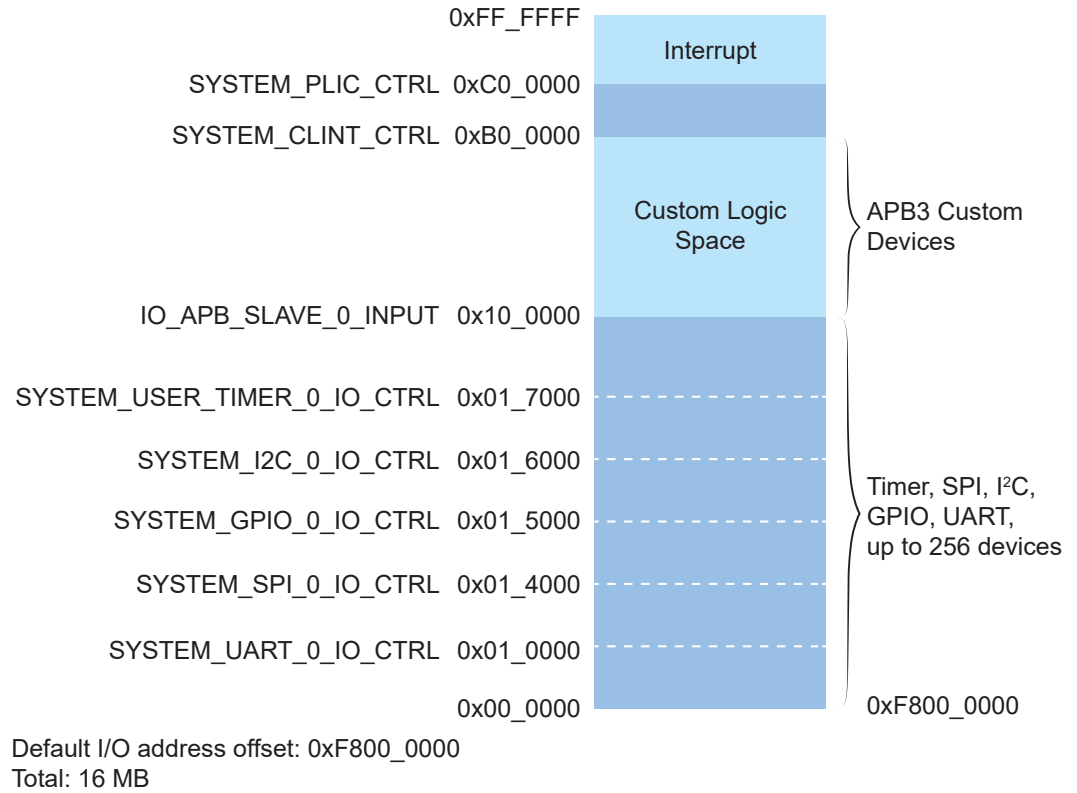 0xFF_FFFF
Interrupt
SYSTEM_PLIC_CTRL 0xC0_0000
SYSTEM_CLINT_CTRL 0xB0_0000
Custom Logic
Space
APB3 Custom
Devices
IO_APB_SLAVE_0_INPUT 0x10_0000
SYSTEM_USER_TIMER_0_IO_CTRL 0x01_7000
SYSTEM_I2C_0_IO_CTRL 0x01_6000
SYSTEM_GPIO_0_IO_CTRL 0x01_5000
SYSTEM_SPI_0_IO_CTRL 0x01_4000
SYSTEM_UART_0_IO_CTRL 0x01_0000
Timer, SPI, I²C,
GPIO, UART,
up to 256 devices
0x00_0000
0xF800_0000
Default I/O address offset: 0xF800_0000
Total: 16 MB